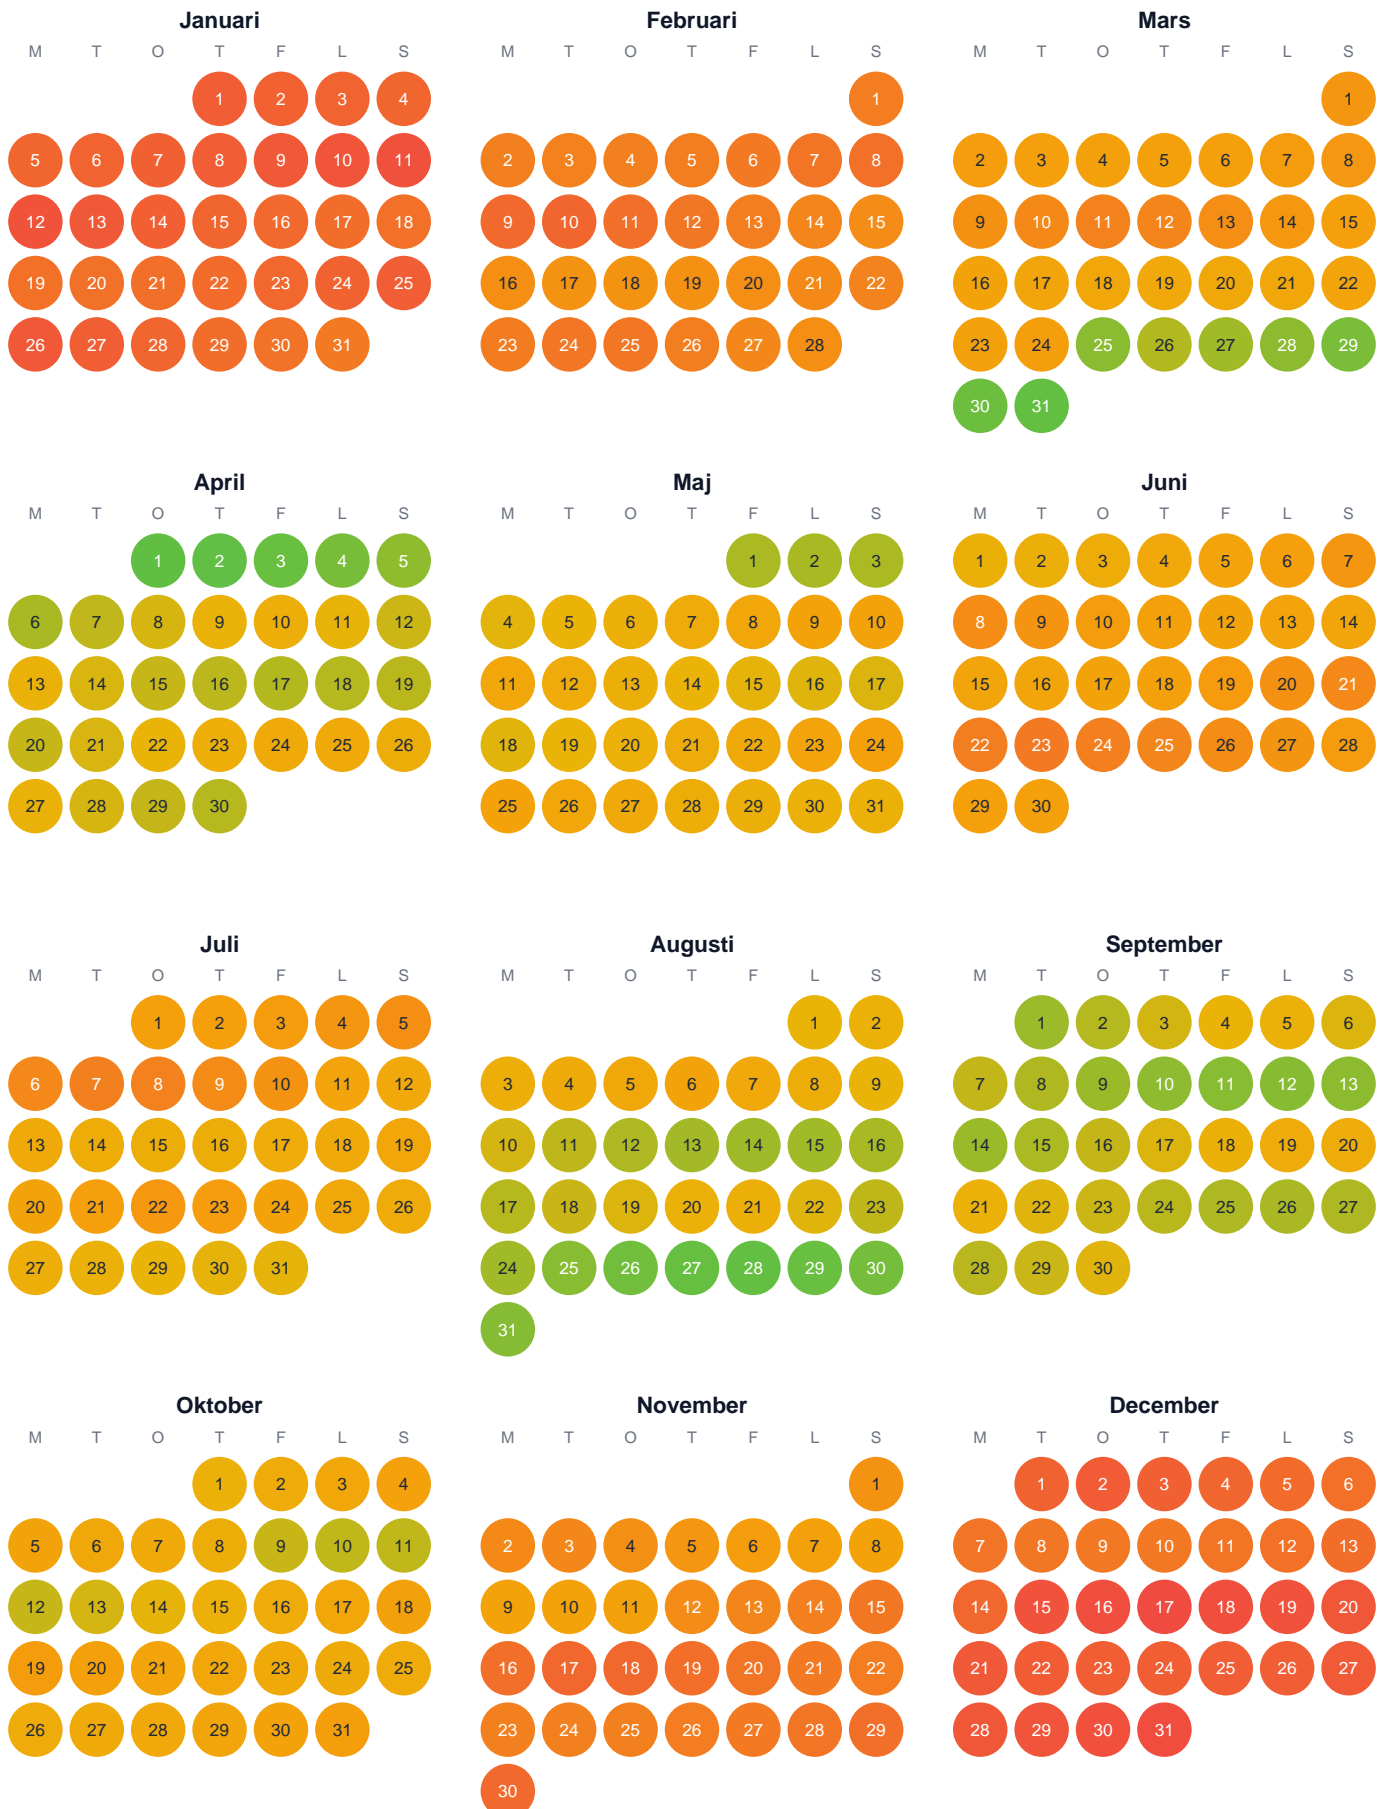 Januari Februari Mars
M T O T F L S M T O T F L S M T O T F L S
1 2 3 4 1 1
5 6 7 8 9 10 11 2 3 4 5 6 7 8 2 3 4 5 6 7 8
12 13 14 15 16 17 18 9 10 11 12 13 14 15 9 10 11 12 13 14 15
19 20 21 22 23 24 25 16 17 18 19 20 21 22 16 17 18 19 20 21 22
26 27 28 29 30 31 23 24 25 26 27 28 23 24 25 26 27 28 29
30 31
April Maj Juni
M T O T F L S M T O T F L S M T O T F L S
1 2 3 4 5 1 2 3 1 2 3 4 5 6 7
6 7 8 9 10 11 12 4 5 6 7 8 9 10 8 9 10 11 12 13 14
13 14 15 16 17 18 19 11 12 13 14 15 16 17 15 16 17 18 19 20 21
20 21 22 23 24 25 26 18 19 20 21 22 23 24 22 23 24 25 26 27 28
27 28 29 30 25 26 27 28 29 30 31 29 30
Juli Augusti September
M T O T F L S M T O T F L S M T O T F L S
1 2 3 4 5 1 2 1 2 3 4 5 6
6 7 8 9 10 11 12 3 4 5 6 7 8 9 7 8 9 10 11 12 13
13 14 15 16 17 18 19 10 11 12 13 14 15 16 14 15 16 17 18 19 20
20 21 22 23 24 25 26 17 18 19 20 21 22 23 21 22 23 24 25 26 27
27 28 29 30 31 24 25 26 27 28 29 30 28 29 30
31
Oktober November December
M T O T F L S M T O T F L S M T O T F L S
1 2 3 4 1 1 2 3 4 5 6
5 6 7 8 9 10 11 2 3 4 5 6 7 8 7 8 9 10 11 12 13
12 13 14 15 16 17 18 9 10 11 12 13 14 15 14 15 16 17 18 19 20
19 20 21 22 23 24 25 16 17 18 19 20 21 22 21 22 23 24 25 26 27
26 27 28 29 30 31 23 24 25 26 27 28 29 28 29 30 31
30